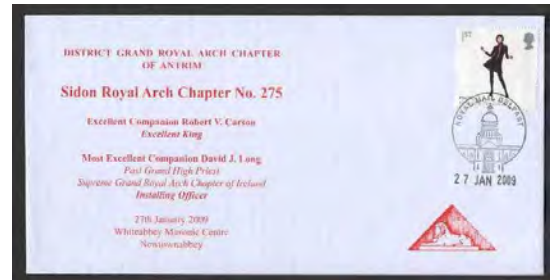 DISTRICT GRAND ROYAL ARCH CHAPTER
OF ANTRIM
Sidon Royal Arch Chapter No. 275
Excellent Companion Robert V. Carson
Excellent King
Most Excellent Companion David J. Long
Past Grand High Priest
Supreme Grand Royal Arch Chapter of Ireland
Installing Officer
27th January 2009
Whiteabbey Masonic Centre
Newtownabbey
1ST
ROYAL MAIL BELFAST
27 JAN 2009